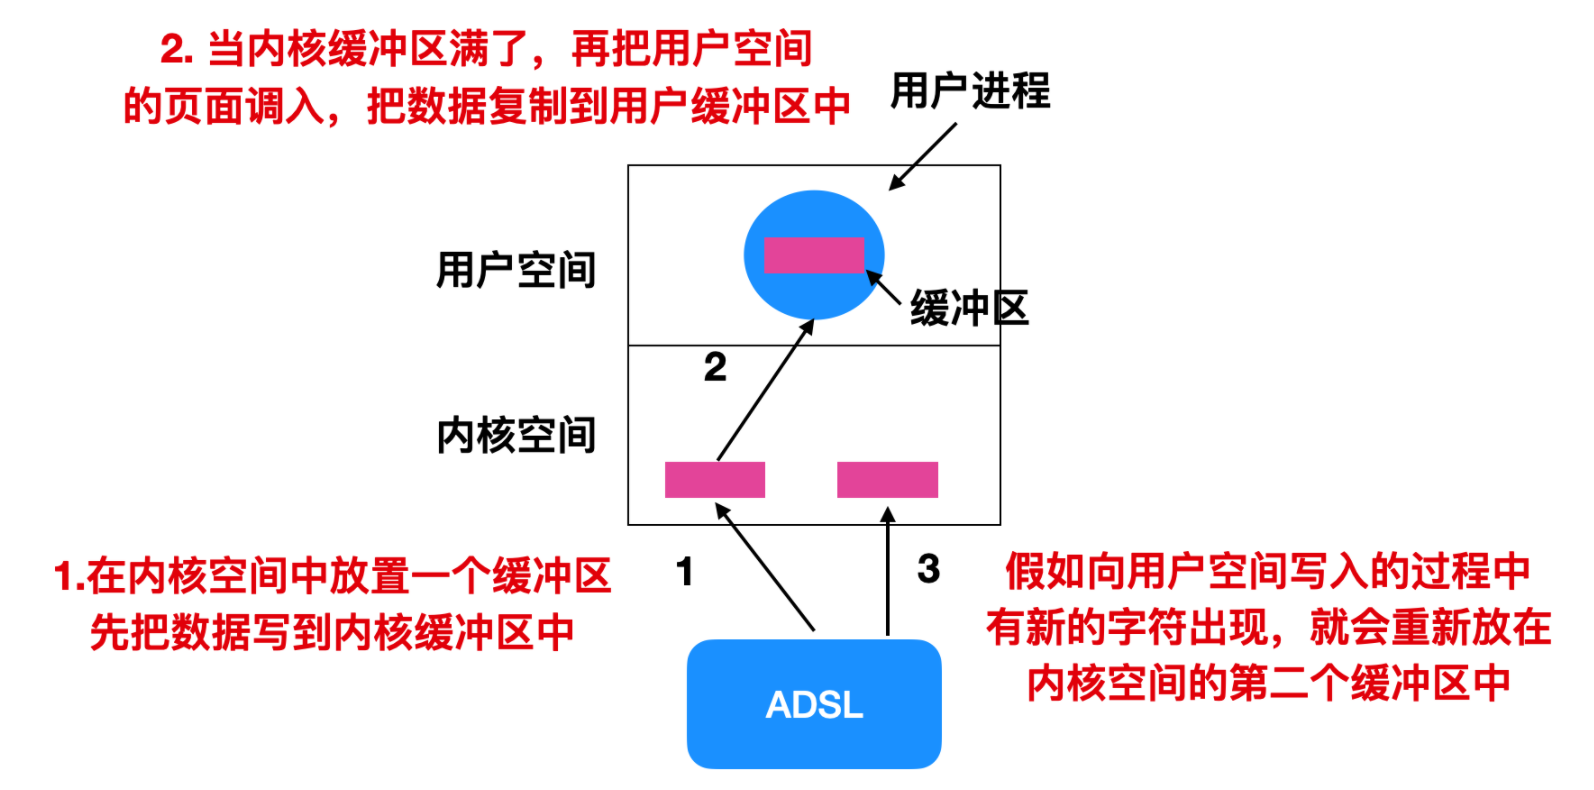 2. 当内核缓冲区满了，再把用户空间
的页面调入，把数据复制到用户缓冲区中
用户进程
用户空间
缓冲区
2
内核空间
1.在内核空间中放置一个缓冲区
先把数据写到内核缓冲区中
1
3
假如向用户空间写入的过程中
有新的字符出现，就会重新放在
内核空间的第二个缓冲区中
ADSL